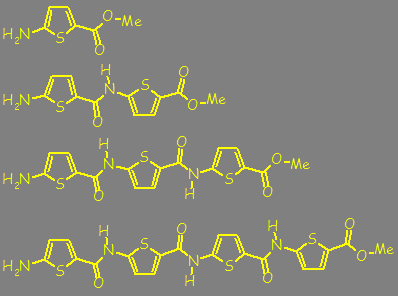 O–Me
H₂N S
O
H O
N S
H₂N S O–Me
O
H O
N S O–Me
H₂N S N S
O H O
H O H O
N S N S O–Me
H₂N S N S
O H O